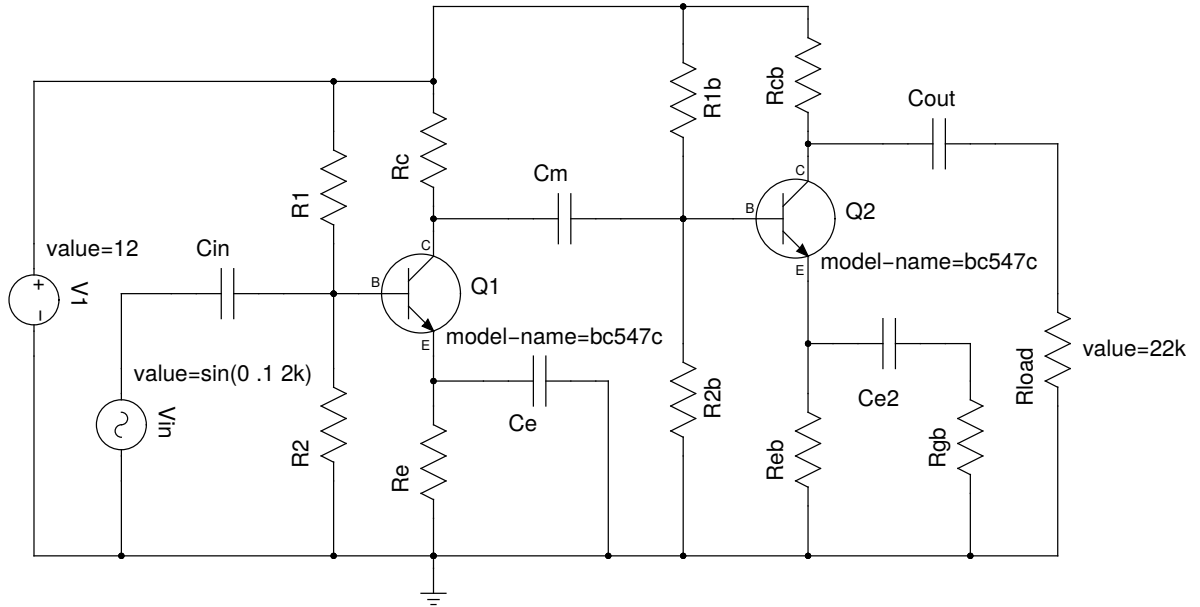 Rcb
R1b
Cout
Rc
Cm
C
R1
B
Q2
E
model-name=bc547c
value=12
Cin
C
B
Q1
V1
+
-
E
model-name=bc547c
value=22k
Rload
value=sin(0 .1 2k)
Vin
Ce
R2b
Ce2
R2
Re
Reb
Rgb